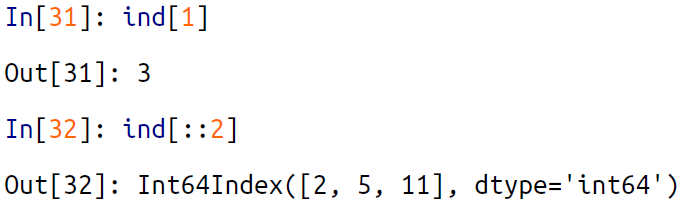 In[31]: ind[1]
Out[31]: 3
In[32]: ind[::2]
Out[32]: Int64Index([2, 5, 11], dtype='int64')